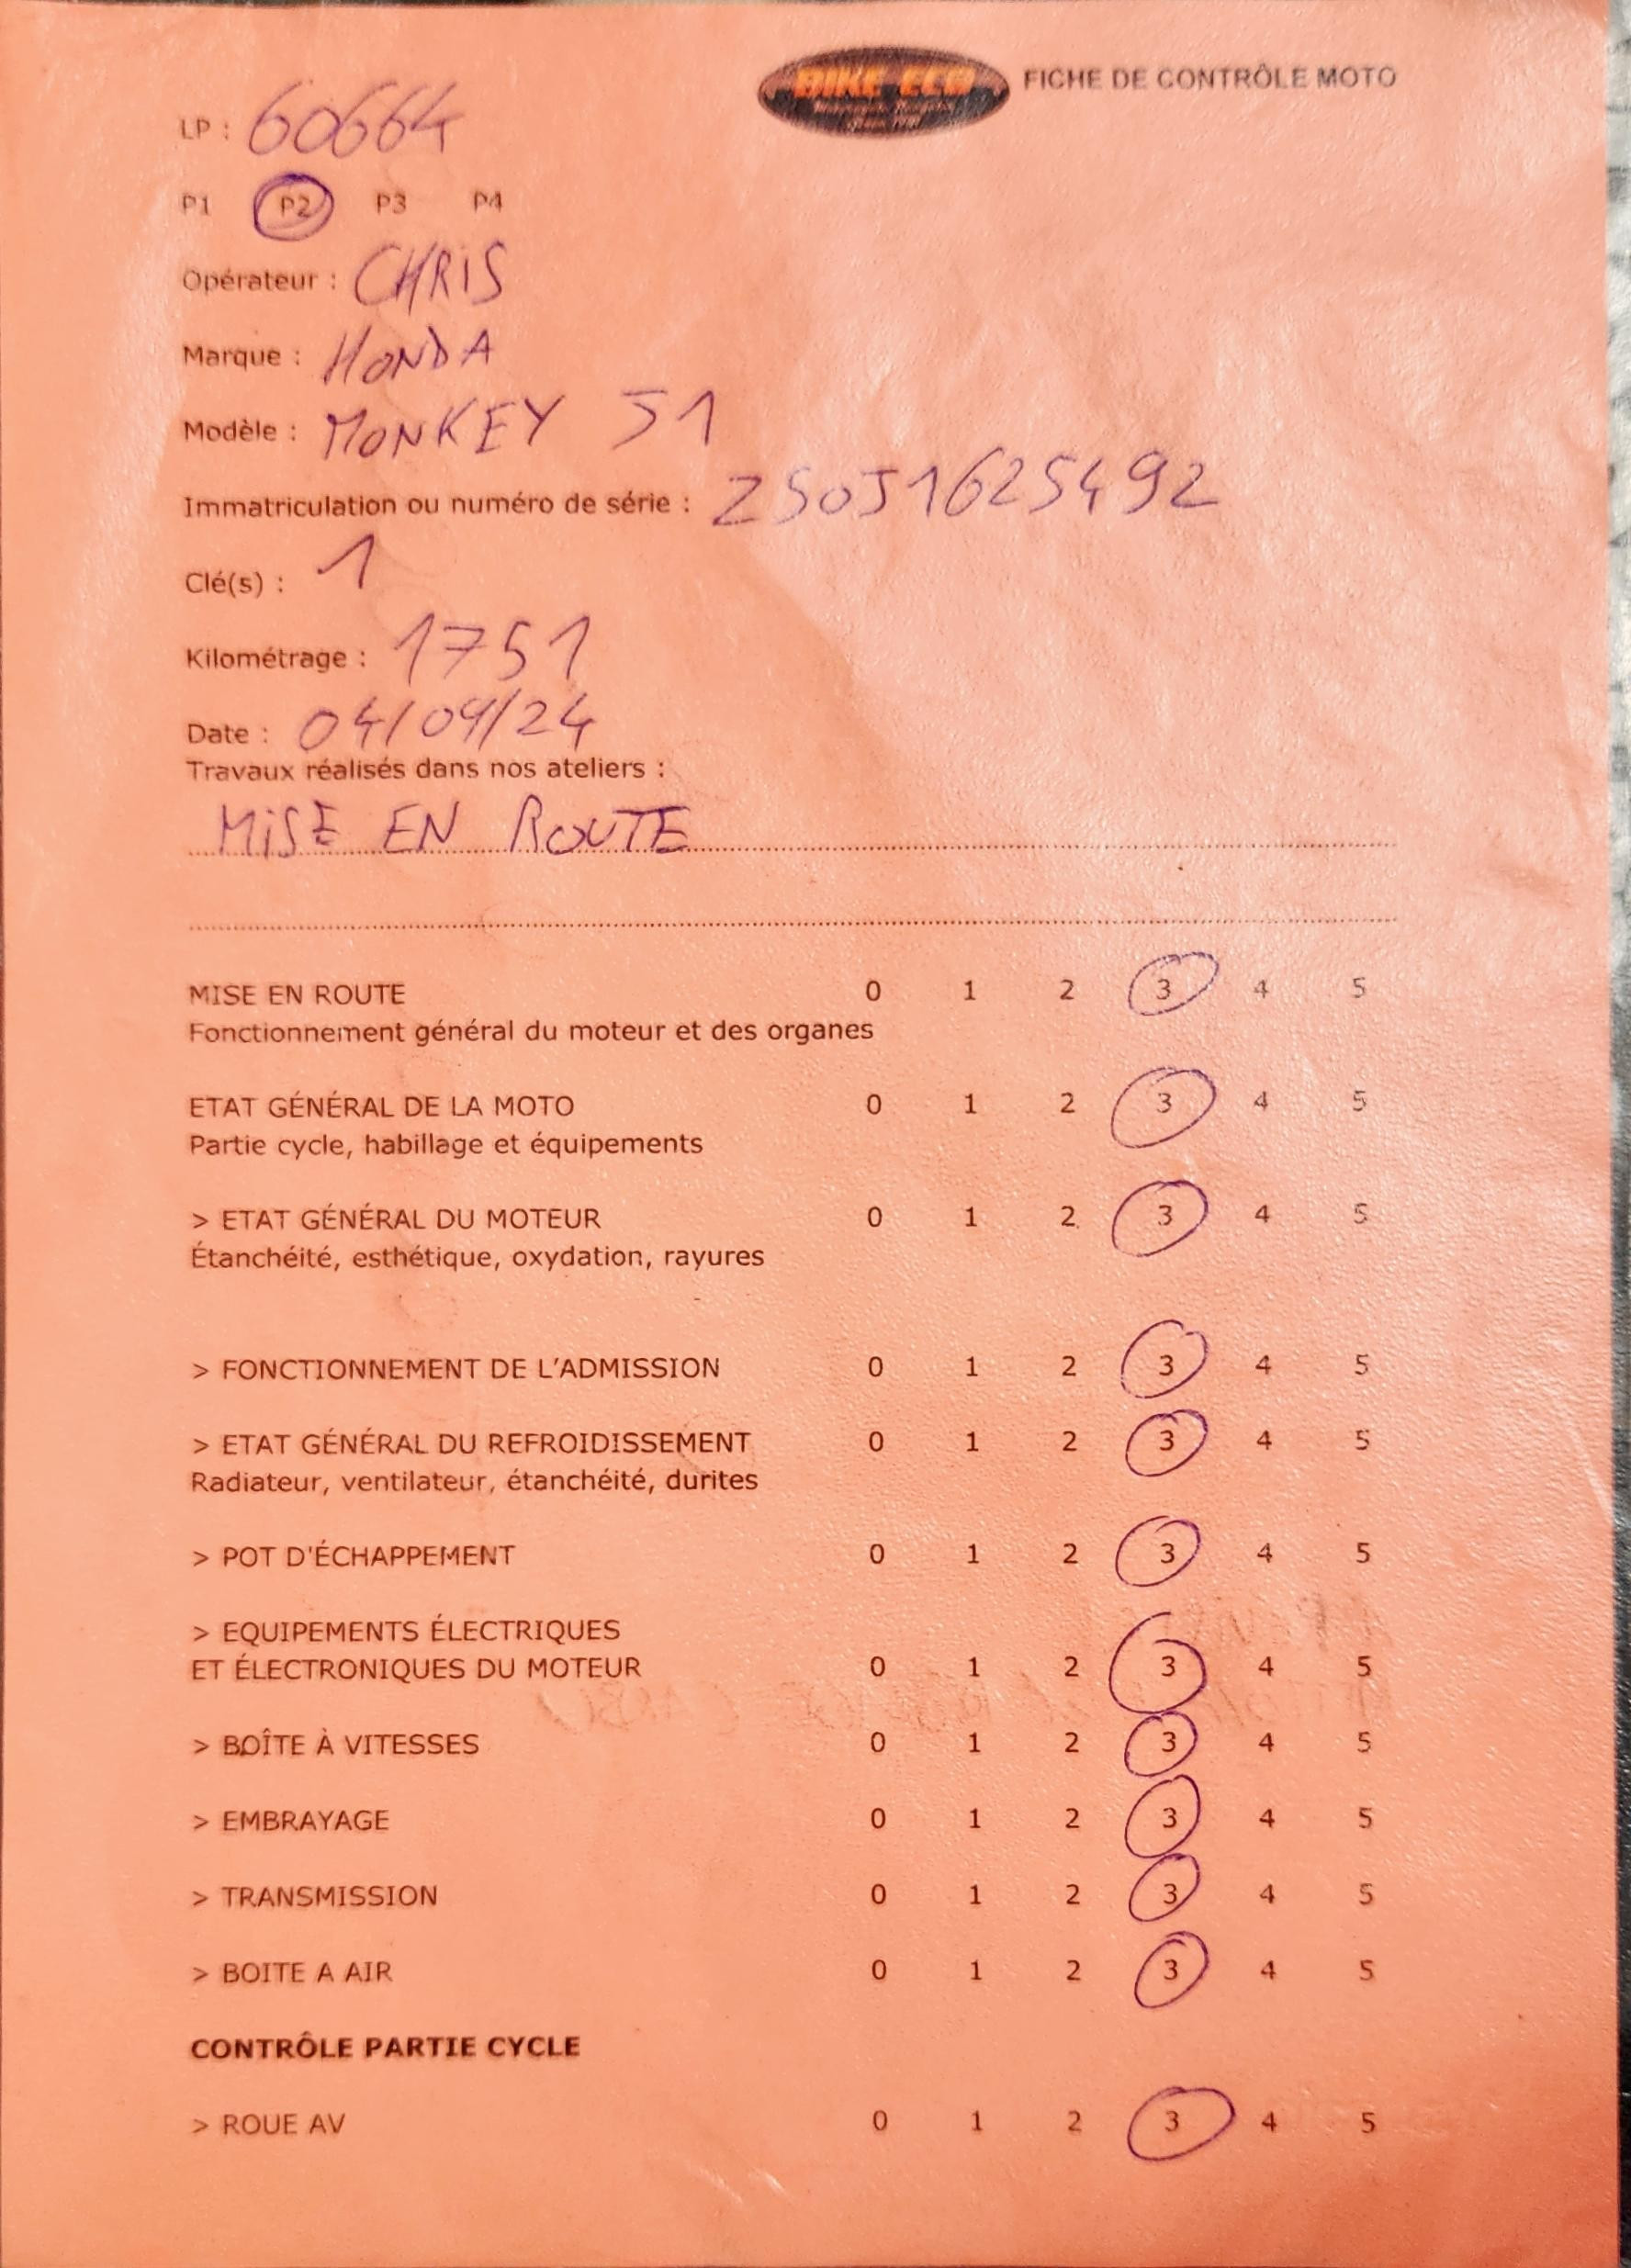 BIKE ECO FICHE DE CONTRÔLE MOTO
LP : 60664
P1 P2 P3 P4
Opérateur : CHRIS
Marque : HONDA
Modèle : MONKEY J1
Immatriculation ou numéro de série : Z50J1625492
Clé(s) : 1
Kilométrage : 1751
Date : 04/09/24
Travaux réalisés dans nos ateliers :
MISE EN ROUTE
MISE EN ROUTE 0 1 2 3 4 5
Fonctionnement général du moteur et des organes
ETAT GÉNÉRAL DE LA MOTO 0 1 2 3 4 5
Partie cycle, habillage et équipements
> ETAT GÉNÉRAL DU MOTEUR 0 1 2 3 4 5
Étanchéité, esthétique, oxydation, rayures
> FONCTIONNEMENT DE L'ADMISSION 0 1 2 3 4 5
> ETAT GÉNÉRAL DU REFROIDISSEMENT 0 1 2 3 4 5
Radiateur, ventilateur, étanchéité, durites
> POT D'ÉCHAPPEMENT 0 1 2 3 4 5
> EQUIPEMENTS ÉLECTRIQUES
ET ÉLECTRONIQUES DU MOTEUR 0 1 2 3 4 5
> BOÎTE À VITESSES 0 1 2 3 4 5
> EMBRAYAGE 0 1 2 3 4 5
> TRANSMISSION 0 1 2 3 4 5
> BOITE A AIR 0 1 2 3 4 5
CONTRÔLE PARTIE CYCLE
> ROUE AV 0 1 2 3 4 5